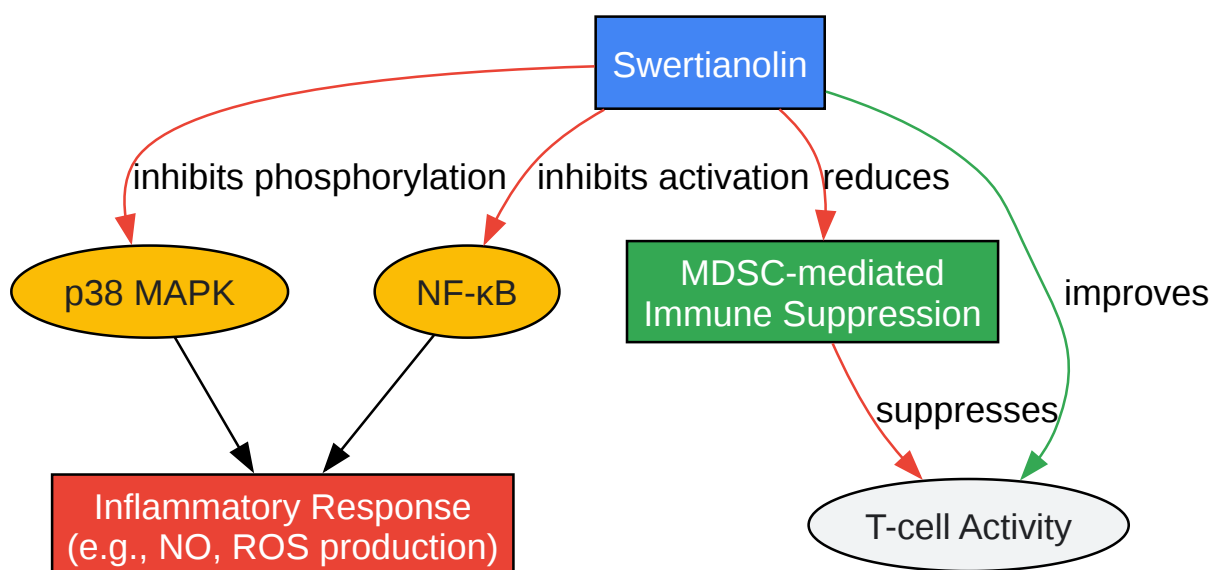 Swertianolin
inhibits phosphorylation
inhibits activation
reduces
p38 MAPK
NF-κB
MDSC-mediated
Immune Suppression
improves
suppresses
Inflammatory Response
(e.g., NO, ROS production)
T-cell Activity